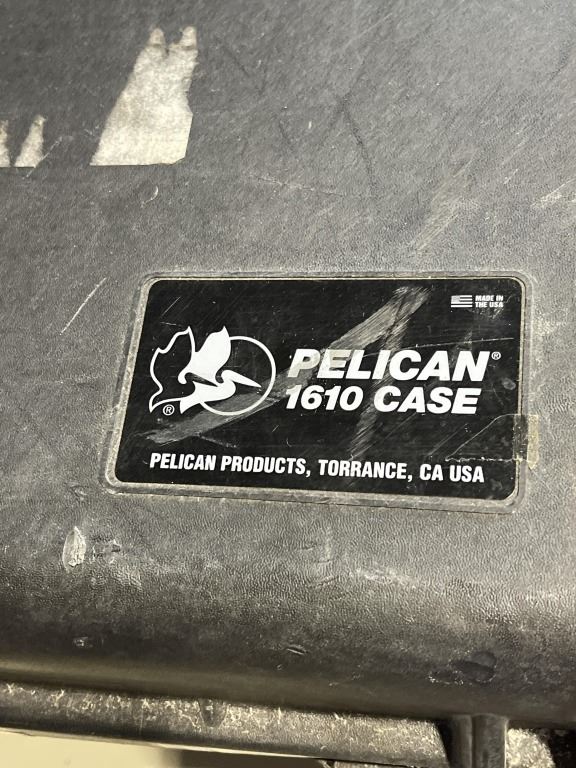 MADE IN
THE USA
PELICAN®
1610 CASE
®
PELICAN PRODUCTS, TORRANCE, CA USA